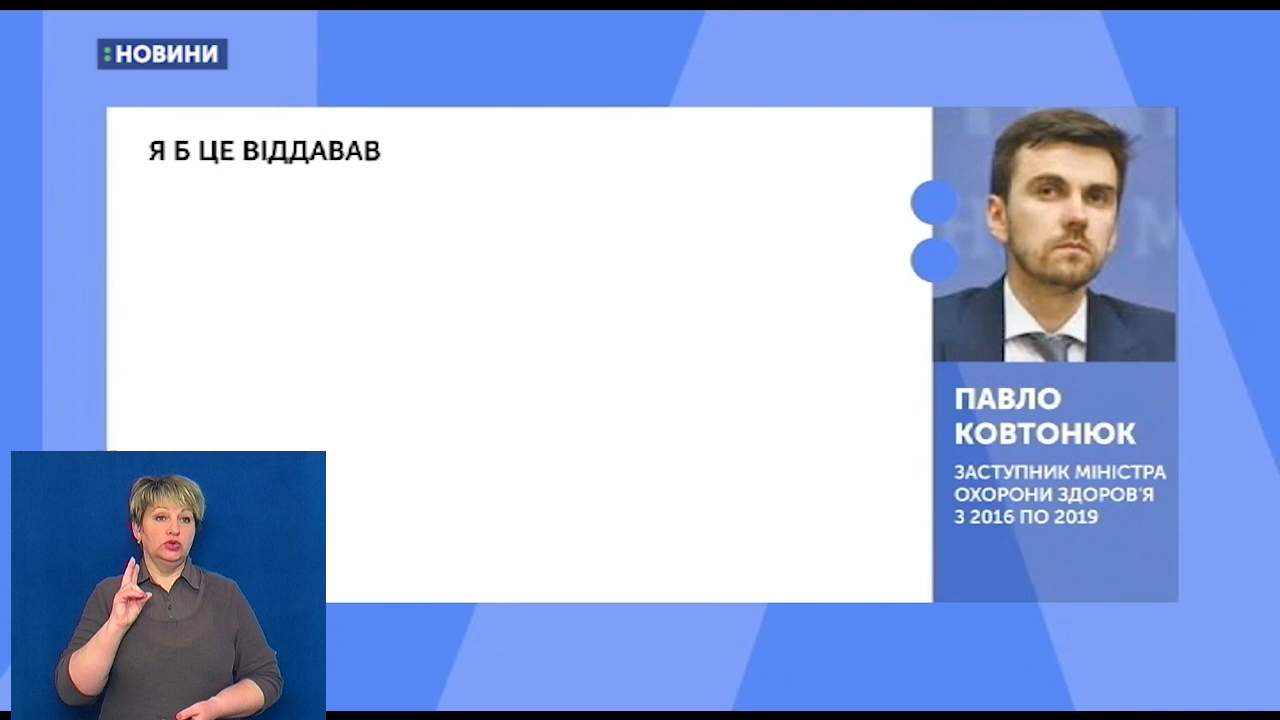 :НОВИНИ
Я Б ЦЕ ВІДДАВАВ
ПАВЛО
КОВТОНЮК
ЗАСТУПНИК МІНІСТРА
ОХОРОНИ ЗДОРОВ'Я
З 2016 ПО 2019